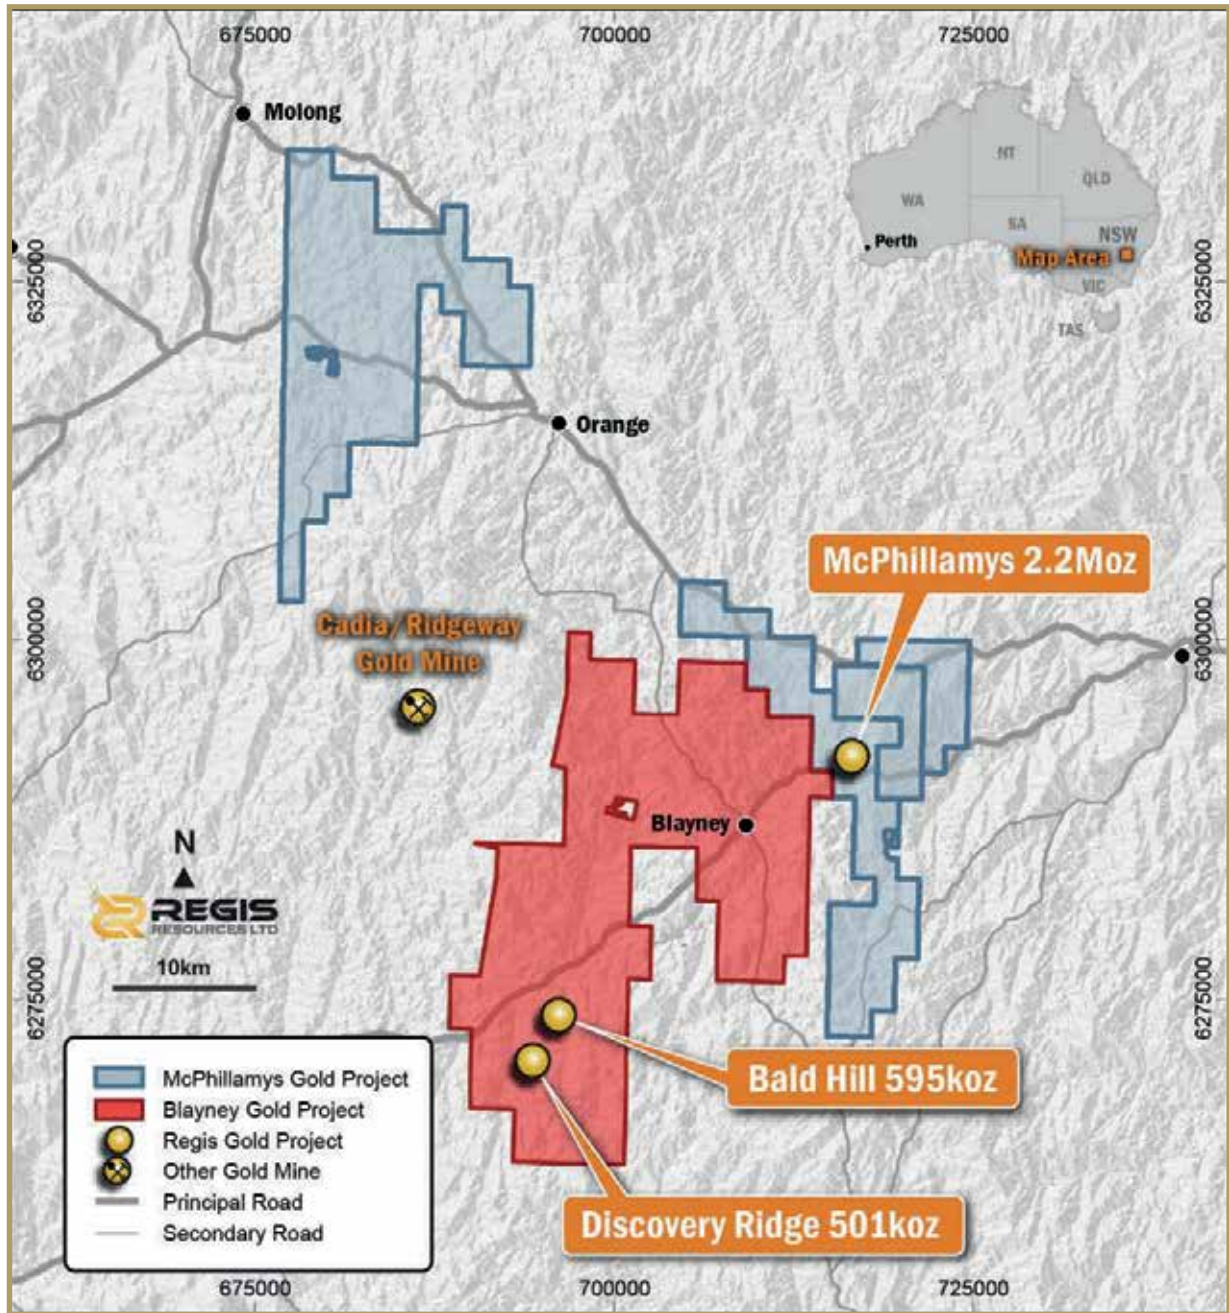 675000
700000
725000
Molong
NT
QLD
WA
SA
NSW
Perth
Map Area
VIC
TAS
6325000
6325000
Orange
McPhillamys 2.2Moz
6300000
6300000
Cadia/Ridgeway
Gold Mine
Blayney
N
REGIS
RESOURCES LTD
10km
6275000
6275000
McPhillamys Gold Project
Blayney Gold Project
Regis Gold Project
Other Gold Mine
Principal Road
Secondary Road
Bald Hill 595koz
Discovery Ridge 501koz
675000
700000
725000